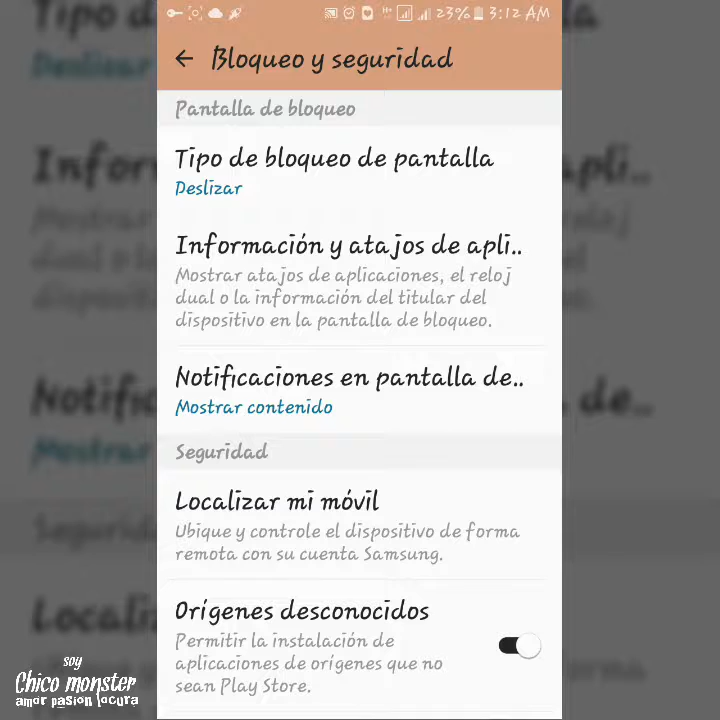 23% 3:12 AM
Bloqueo y seguridad
Pantalla de bloqueo
Tipo de bloqueo de pantalla
Deslizar
Información y atajos de apli..
Mostrar atajos de aplicaciones, el reloj
dual o la información del titular del
dispositivo en la pantalla de bloqueo.
Notificaciones en pantalla de..
Mostrar contenido
Seguridad
Localizar mi móvil
Ubique y controle el dispositivo de forma
remota con su cuenta Samsung.
Orígenes desconocidos
Permitir la instalación de
aplicaciones de orígenes que no
sean Play Store.
soy
Chico monster
amor pasion locura